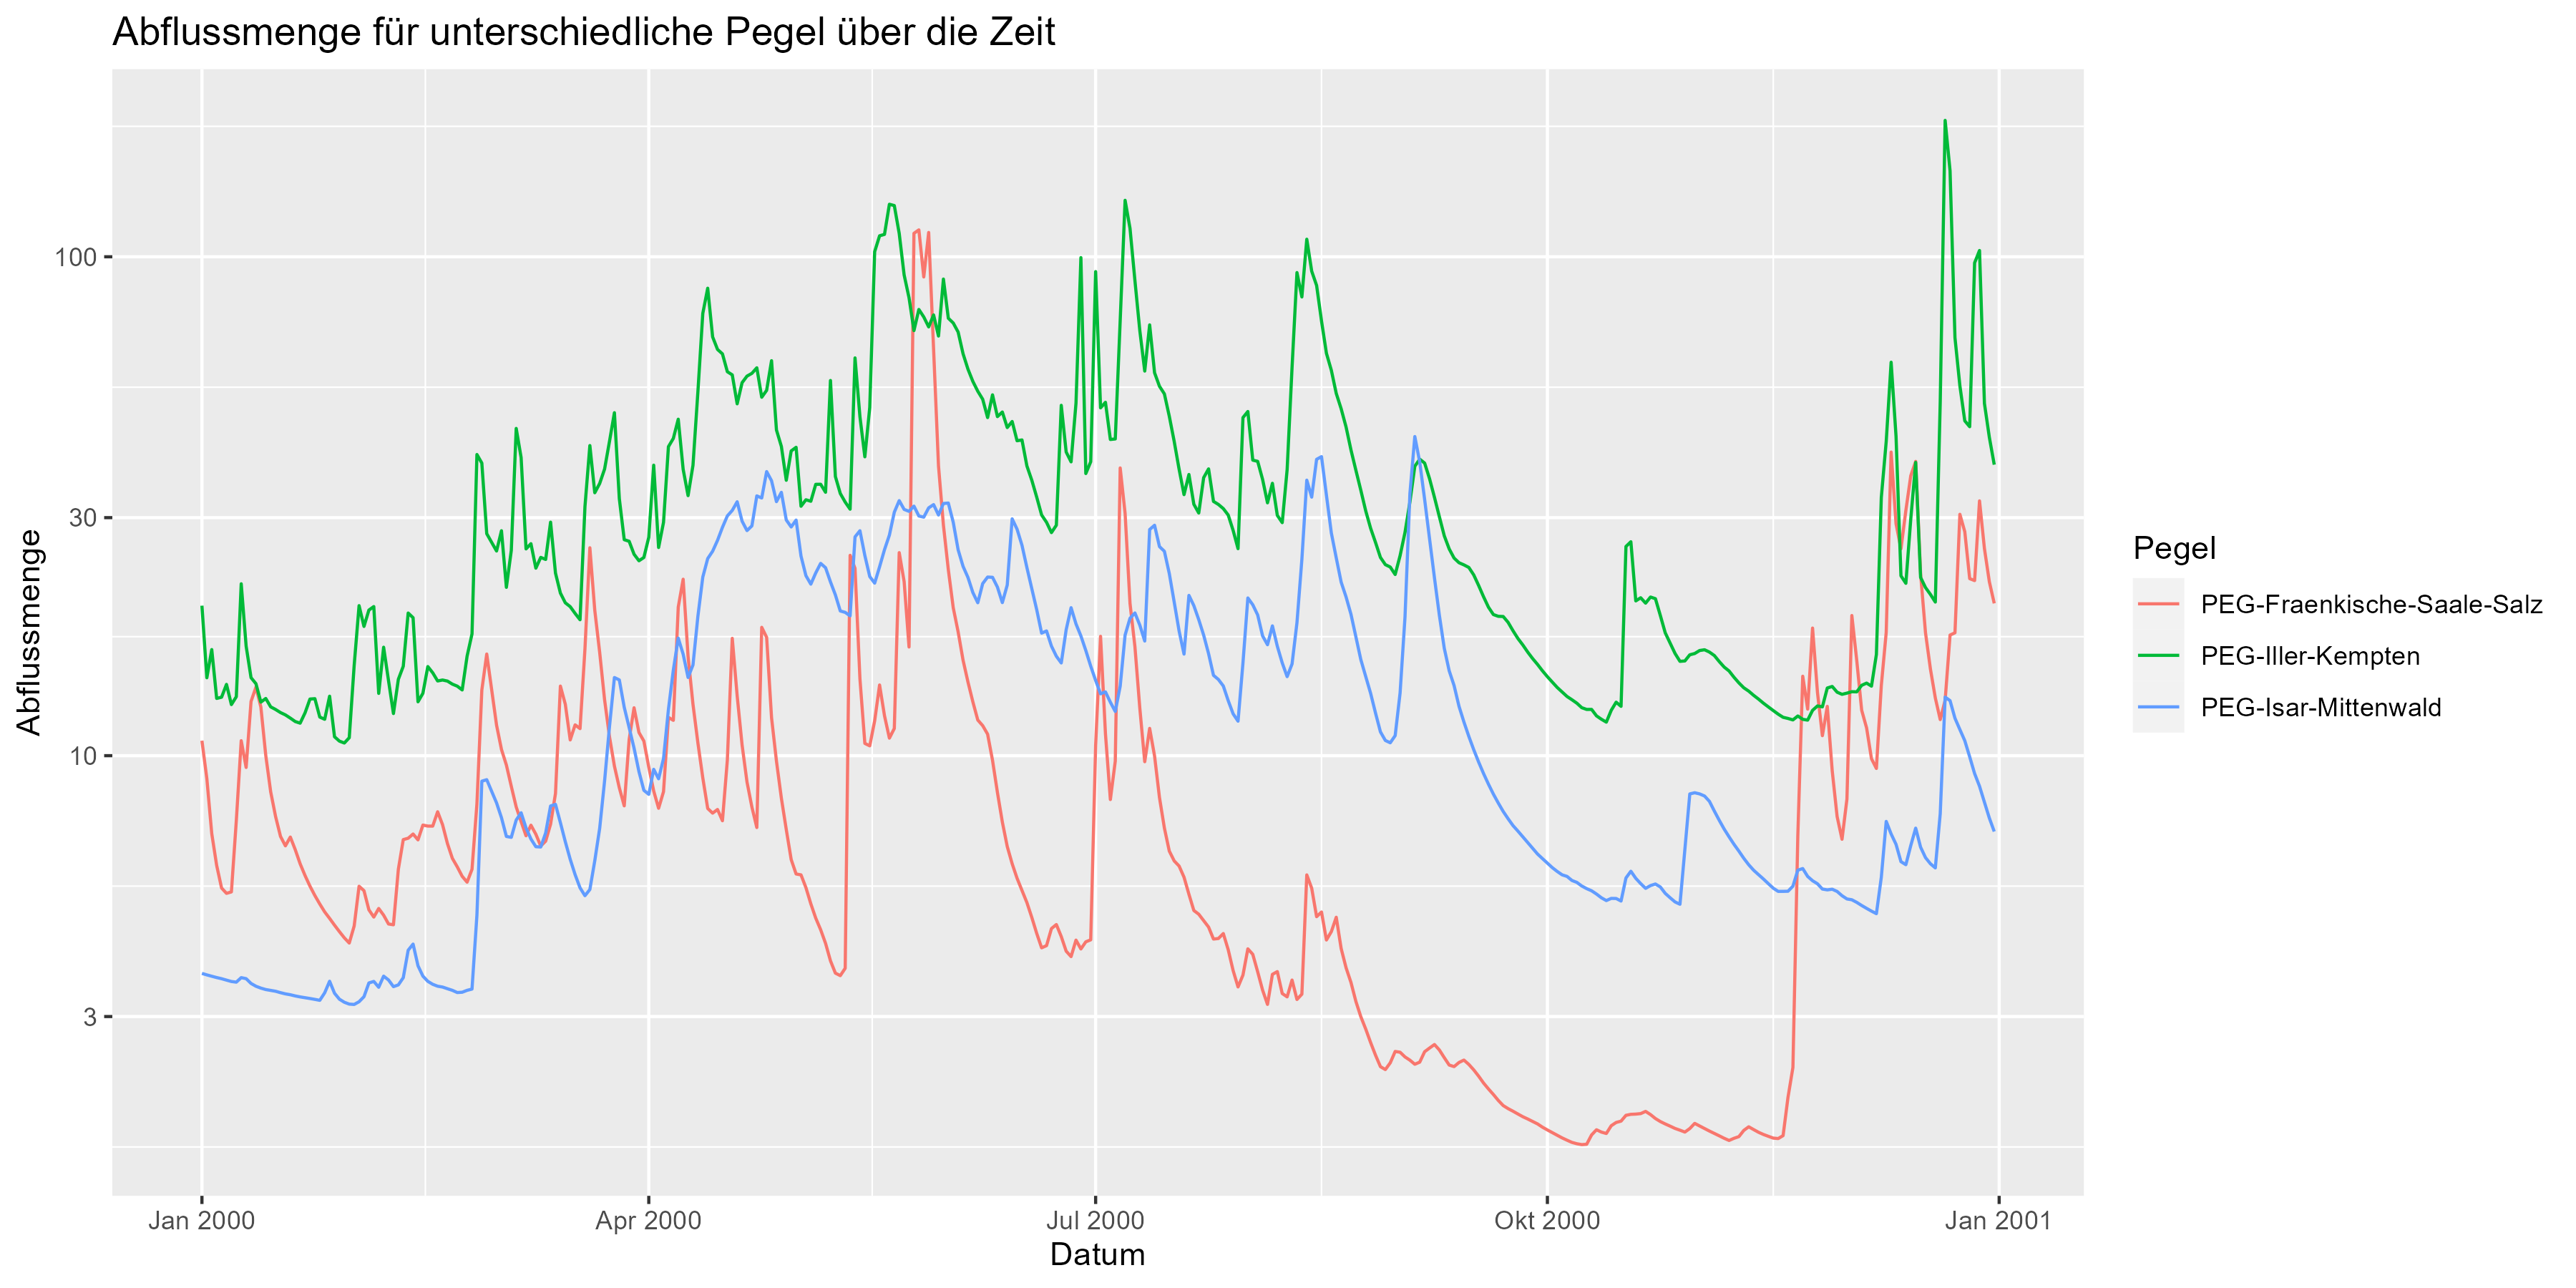 Abflussmenge für unterschiedliche Pegel über die Zeit
Abflussmenge
100
30
10
3
Jan 2000
Apr 2000
Jul 2000
Okt 2000
Jan 2001
Datum
Pegel
PEG-Fraenkische-Saale-Salz
PEG-Iller-Kempten
PEG-Isar-Mittenwald